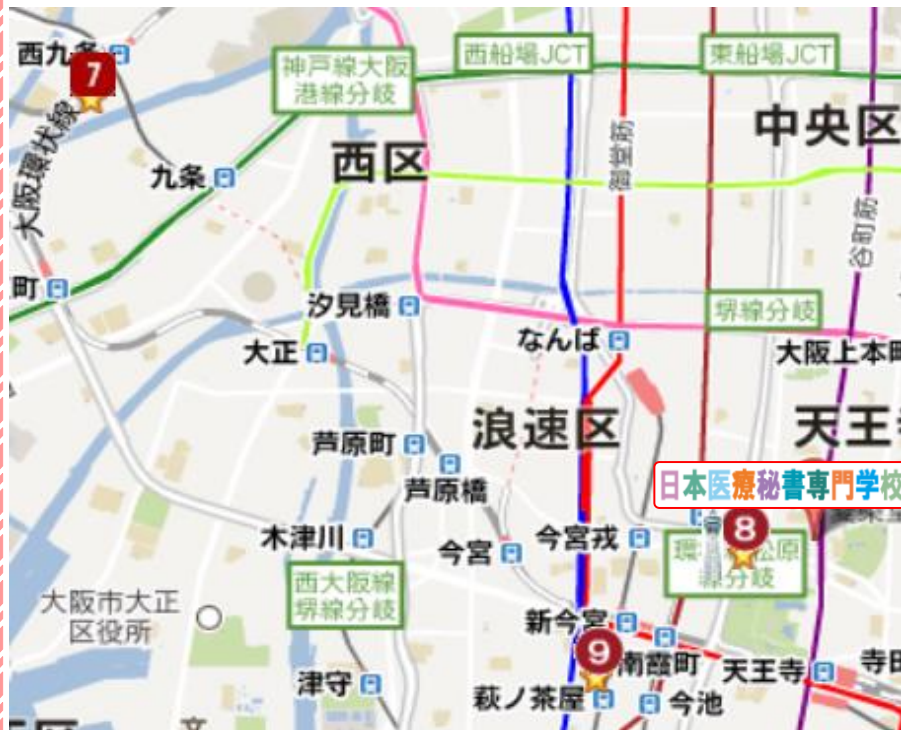 西九条
7
大阪環状線
神戸線大阪
港線分岐
西船場JCT
東船場JCT
中央区
西区
九条
御堂筋
谷町筋
町
汐見橋
堺線分岐
大正
なんば
大阪上本町
浪速区
天王寺
芦原町
芦原橋
日本医療秘書専門学校
8
木津川
今宮
今宮戎
松原
線分岐
西大阪線
堺線分岐
大阪市大正
区役所
新今宮
9
南霞町
天王寺
寺田
津守
萩ノ茶屋
今池